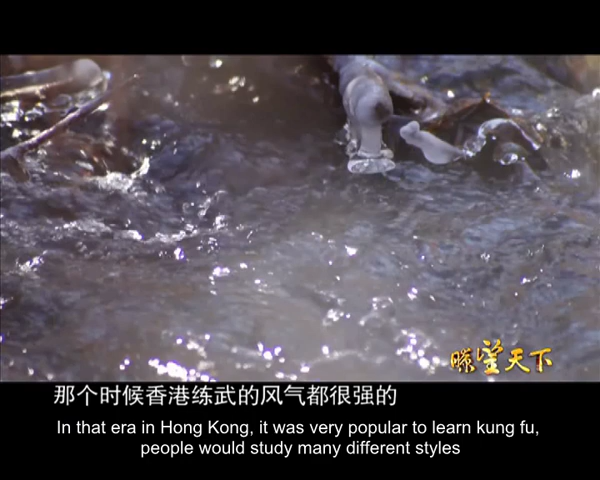 瞭望天下
那个时候香港练武的风气都很强的
In that era in Hong Kong, it was very popular to learn kung fu,
people would study many different styles